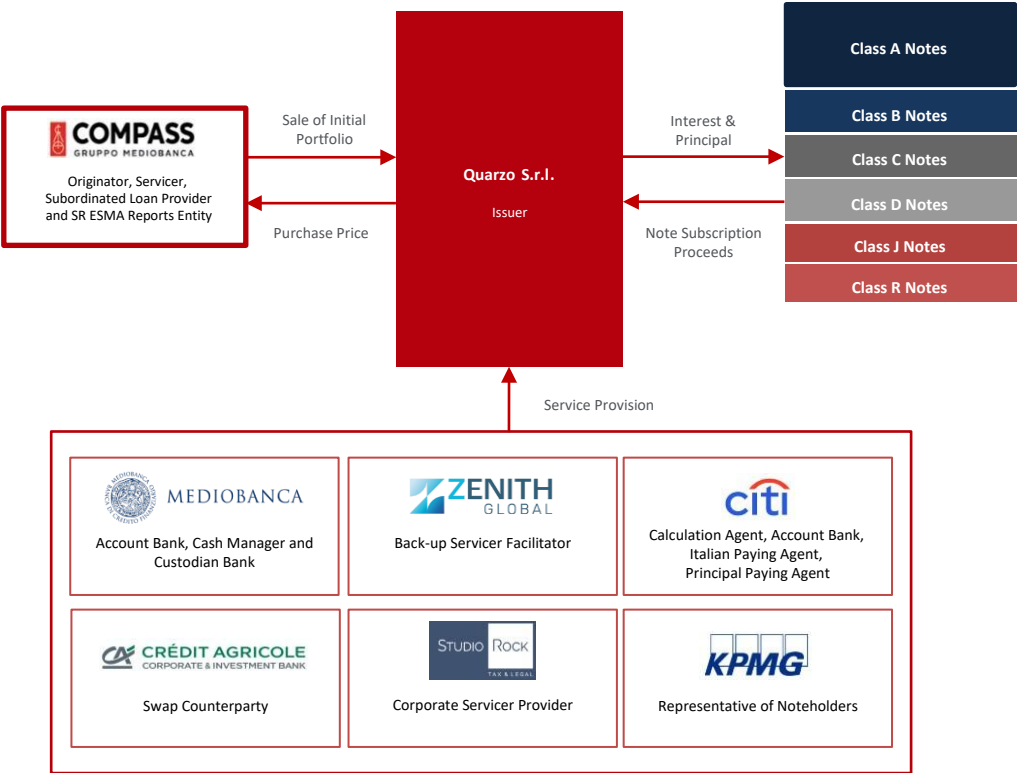 COMPASS
GRUPPO MEDIOBANCA
Originator, Servicer,
Subordinated Loan Provider
and SR ESMA Reports Entity
Sale of Initial
Portfolio
Purchase Price
Quarzo S.r.l.
Issuer
Interest &
Principal
Note Subscription
Proceeds
Class A Notes
Class B Notes
Class C Notes
Class D Notes
Class J Notes
Class R Notes
Service Provision
MEDIOBANCA
Account Bank, Cash Manager and
Custodian Bank
ZENITH
GLOBAL
Back-up Servicer Facilitator
citi
Calculation Agent, Account Bank,
Italian Paying Agent,
Principal Paying Agent
CRÉDIT AGRICOLE
CORPORATE & INVESTMENT BANK
Swap Counterparty
STUDIO ROCK
TAX & LEGAL
Corporate Servicer Provider
KPMG
Representative of Noteholders